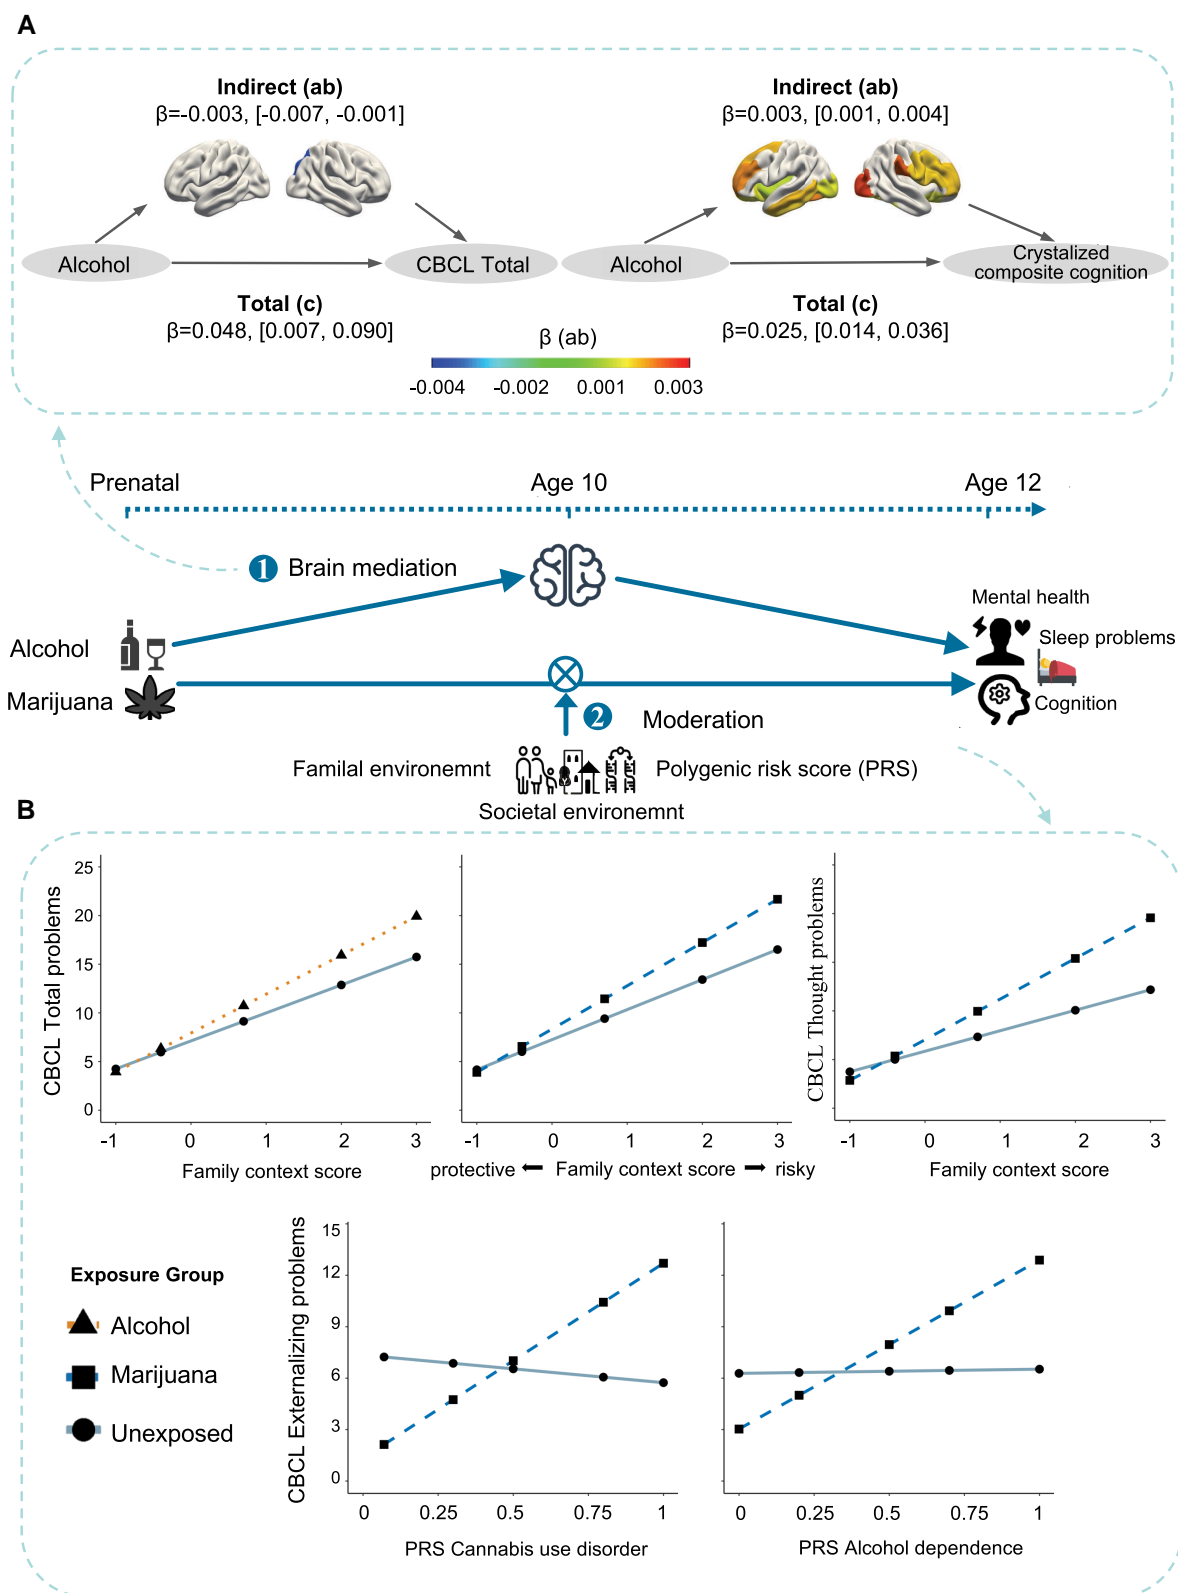 A
Indirect (ab)
β=-0.003, [-0.007, -0.001]
Indirect (ab)
β=0.003, [0.001, 0.004]
Alcohol
CBCL Total
Alcohol
Crystalized
composite cognition
Total (c)
β=0.048, [0.007, 0.090]
Total (c)
β=0.025, [0.014, 0.036]
β (ab)
-0.004 -0.002 0.001 0.003
Prenatal
Age 10
Age 12
1 Brain mediation
Mental health
Sleep problems
Cognition
Alcohol
Marijuana
2 Moderation
Familal environemnt
Polygenic risk score (PRS)
Societal environemnt
B
CBCL Total problems
25
20
15
10
5
0
-1 0 1 2 3
Family context score
-1 0 1 2 3
protective Family context score risky
CBCL Thought problems
-1 0 1 2 3
Family context score
Exposure Group
Alcohol
Marijuana
Unexposed
CBCL Externalizing problems
15
12
9
6
3
0
0 0.25 0.5 0.75 1
PRS Cannabis use disorder
0 0.25 0.5 0.75 1
PRS Alcohol dependence